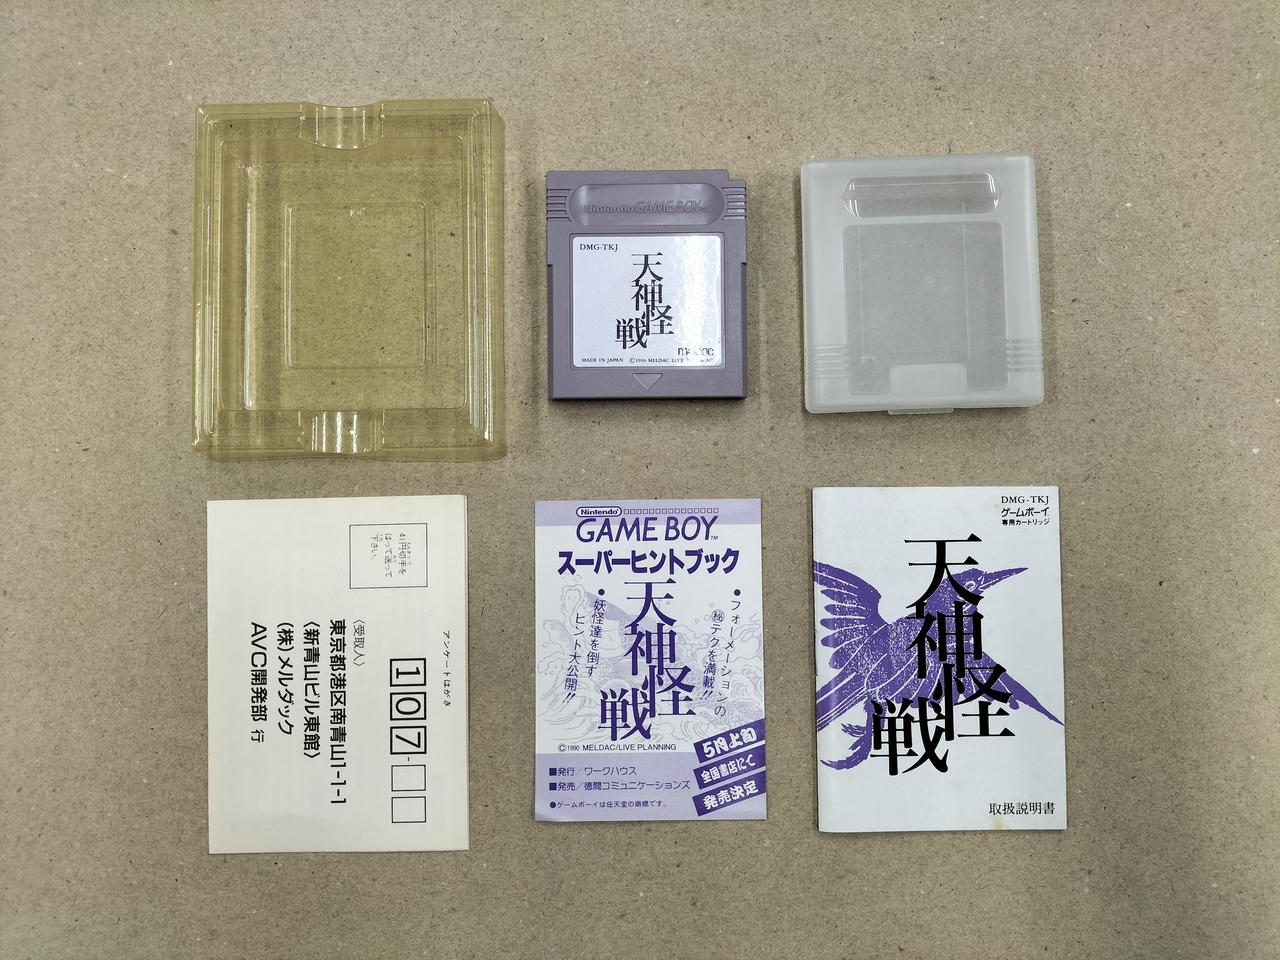 Nintendo GAME BOY
DMG-TKJ
天神怪戦
meldac
MADE IN JAPAN ©1990 MELDAC/LIVE PLANNING
アンケートはがき
41円切手を
はって送って
下さい。
107-
〈受取人〉
東京都港区南青山1-1-1
〈新青山ビル東館〉
(株)メルダック
AVC開発部 行
Nintendo
GAME BOY™
スーパーヒントブック
天神怪戦
•フォーメーションの
㊙テクを満載!!
•妖怪達を倒す
ヒント大公開!!
©1990 MELDAC/LIVE PLANNING
5月上旬
全国書店にて
発売決定
■発行/ワークハウス
■発売/徳間コミュニケーションズ
●ゲームボーイは任天堂の商標です。
DMG-TKJ
ゲームボーイ™
専用カートリッジ
天神怪戦
取扱説明書